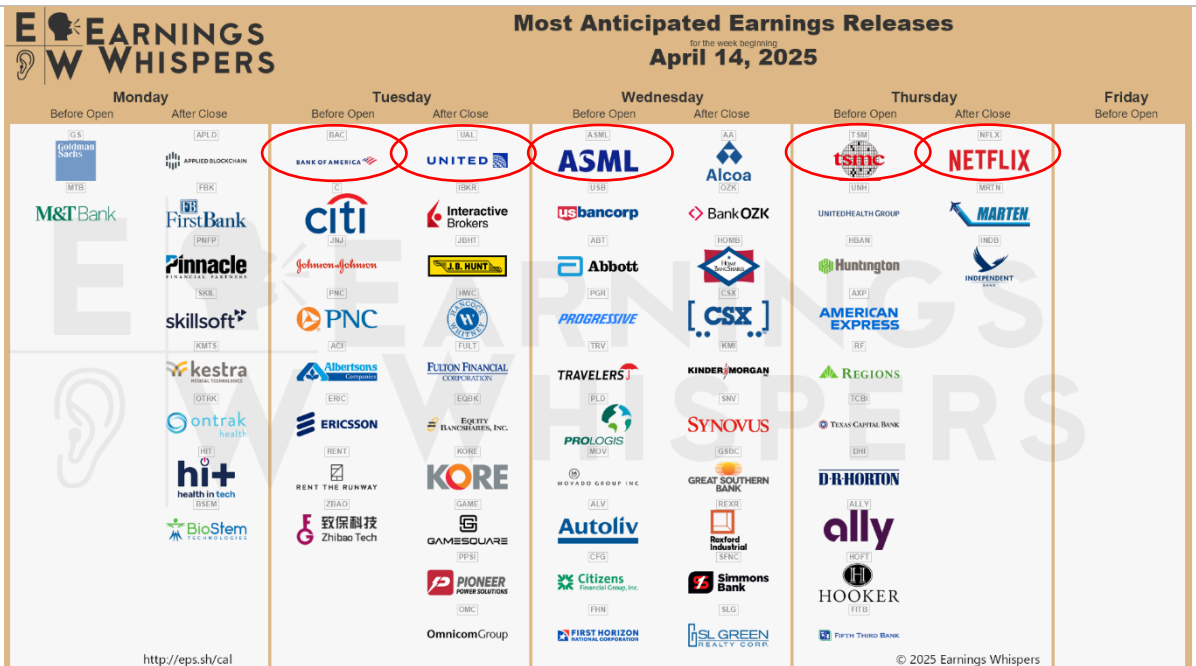 EARNINGS
WHISPERS
E
W
Most Anticipated Earnings Releases
for the week beginning
April 14, 2025
Monday
Tuesday
Wednesday
Thursday
Friday
Before Open
After Close
Before Open
After Close
Before Open
After Close
Before Open
After Close
Before Open
GS
Goldman
Sachs
MTB
M&T Bank
APLD
APPLIED BLOCKCHAIN
FBK
FB
FirstBank
PNFP
Pinnacle
FINANCIAL PARTNERS
SKIL
skillsoft
KMTS
kestra
MEDICAL TECHNOLOGIES
OTRK
ontrak
health
HIT
hi+
health in tech
BSEM
BioStem
TECHNOLOGIES
BAC
BANK OF AMERICA
C
citi
JNJ
Johnson & Johnson
PNC
PNC
ACI
Albertsons
Companies
ERIC
ERICSSON
RENT
RENT THE RUNWAY
ZBAO
致保科技
Zhibao Tech
UAL
UNITED
IBKR
Interactive
Brokers
JBHT
J.B. HUNT
HWC
HANCOCK
WHITNEY
FULT
FULTON FINANCIAL
CORPORATION
EQBK
EQUITY
BANCSHARES, INC.
KORE
KORE
GAME
GAMESQUARE
PPSI
PIONEER
POWER SOLUTIONS
OMC
OmnicomGroup
ASML
ASML
USB
usbancorp
ABT
Abbott
PGR
PROGRESSIVE
TRV
TRAVELERS
PLD
PROLOGIS
MOV
MOVADO GROUP INC
ALV
Autoliv
CFG
Citizens
Financial Group, Inc.
FHN
FIRST HORIZON
NATIONAL CORPORATION
AA
Alcoa
OZK
Bank OZK
HOMB
HOME
BANCSHARES
CSX
[CSX]
KMI
KINDER MORGAN
SNV
SYNOVUS
GSBC
GREAT SOUTHERN
BANK
REXR
Rexford
Industrial
SFNC
Simmons
Bank
SLG
SL GREEN
REALTY CORP.
TSM
tsmc
UNH
UNITEDHEALTH GROUP
HBAN
Huntington
AXP
AMERICAN
EXPRESS
RF
REGIONS
TCBI
TEXAS CAPITAL BANK
DHI
D·R·HORTON
ALLY
ally
HOFT
H
HOOKER
FITB
FIFTH THIRD BANK
NFLX
NETFLIX
MRTN
MARTEN
INDB
INDEPENDENT
BANK
E
EARNINGS
W
WHISPERS
http://eps.sh/cal
© 2025 Earnings Whispers